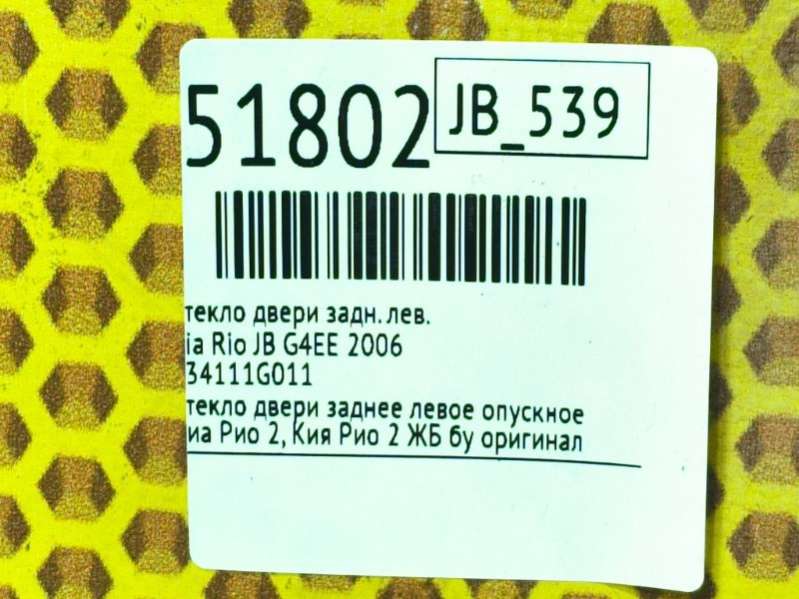 51802
JB_539
текло двери задн. лев.
ia Rio JB G4EE 2006
34111G011
текло двери заднее левое опускное
иа Рио 2, Кия Рио 2 ЖБ бу оригинал